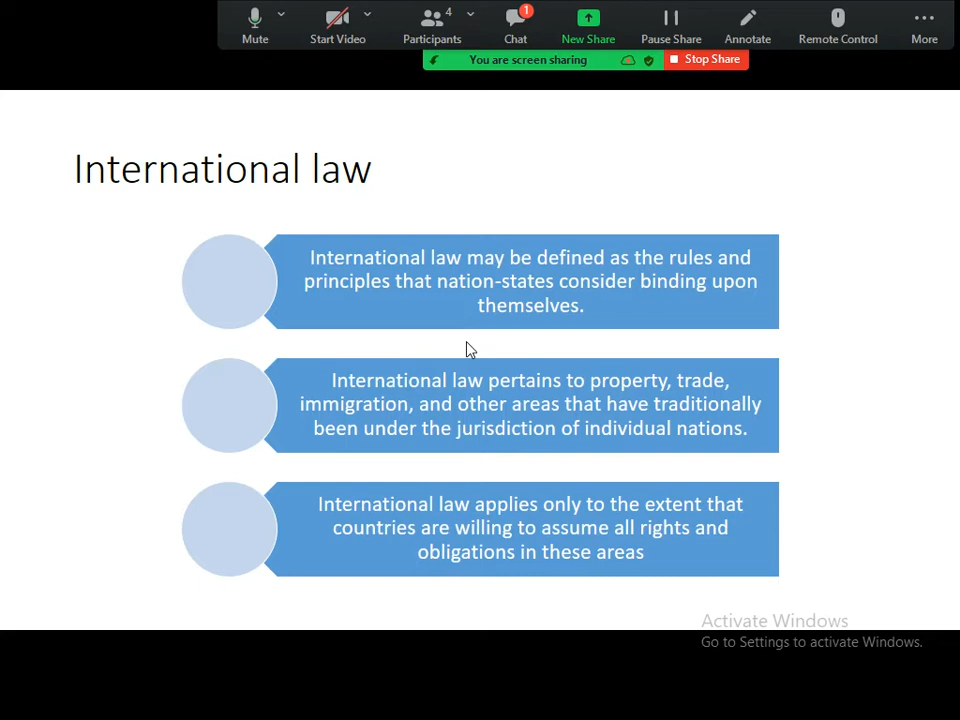 4
1
Mute
Start Video
Participants
Chat
New Share
Pause Share
Annotate
Remote Control
More
You are screen sharing
Stop Share
International law
International law may be defined as the rules and
principles that nation-states consider binding upon
themselves.
International law pertains to property, trade,
immigration, and other areas that have traditionally
been under the jurisdiction of individual nations.
International law applies only to the extent that
countries are willing to assume all rights and
obligations in these areas
Activate Windows
Go to Settings to activate Windows.